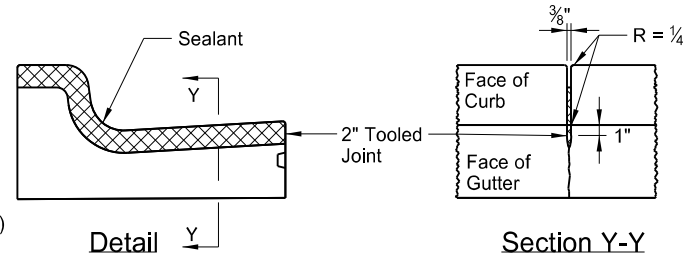 3/8"
Sealant
R = 1/4
Y
Face of
Curb
2" Tooled
Joint
1"
Face of
Gutter
)
Y
Detail
Section Y-Y